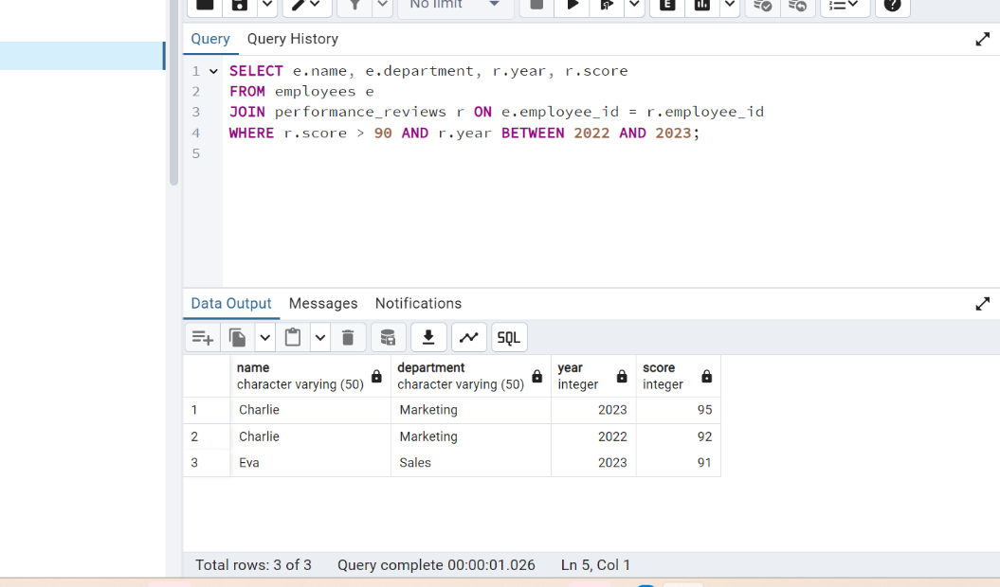 No limit
Query Query History
1 SELECT e.name, e.department, r.year, r.score
2 FROM employees e
3 JOIN performance_reviews r ON e.employee_id = r.employee_id
4 WHERE r.score > 90 AND r.year BETWEEN 2022 AND 2023;
5
Data Output Messages Notifications
SQL
name department year score
character varying (50) character varying (50) integer integer
1 Charlie Marketing 2023 95
2 Charlie Marketing 2022 92
3 Eva Sales 2023 91
Total rows: 3 of 3 Query complete 00:00:01.026 Ln 5, Col 1